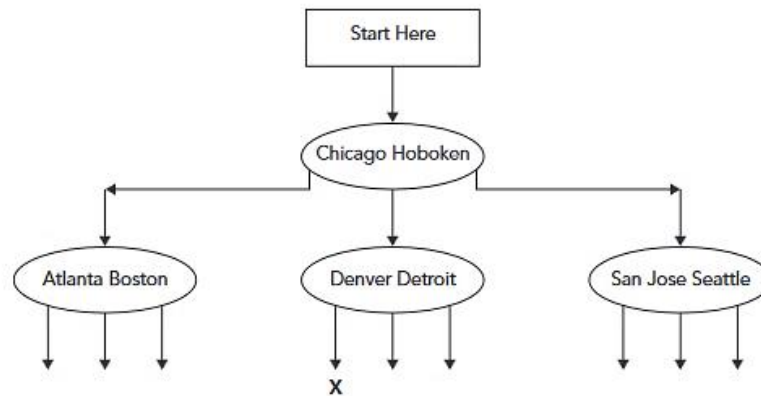 Start Here
Chicago Hoboken
Atlanta Boston
Denver Detroit
San Jose Seattle
X